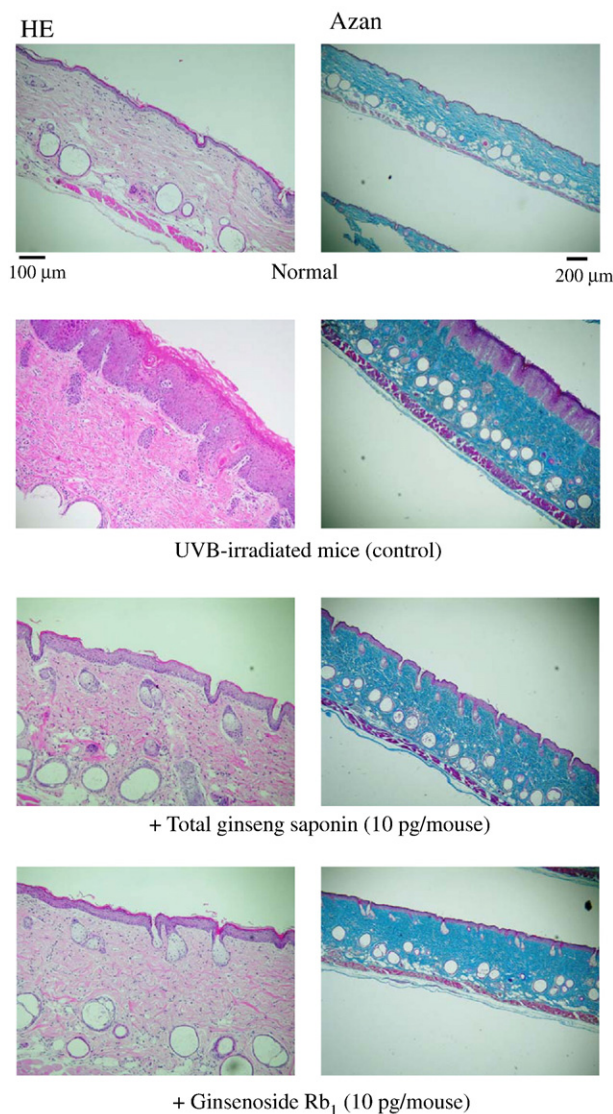 HE
Azan
100 µm
Normal
200 µm
UVB-irradiated mice (control)
+ Total ginseng saponin (10 pg/mouse)
+ Ginsenoside Rb₁ (10 pg/mouse)